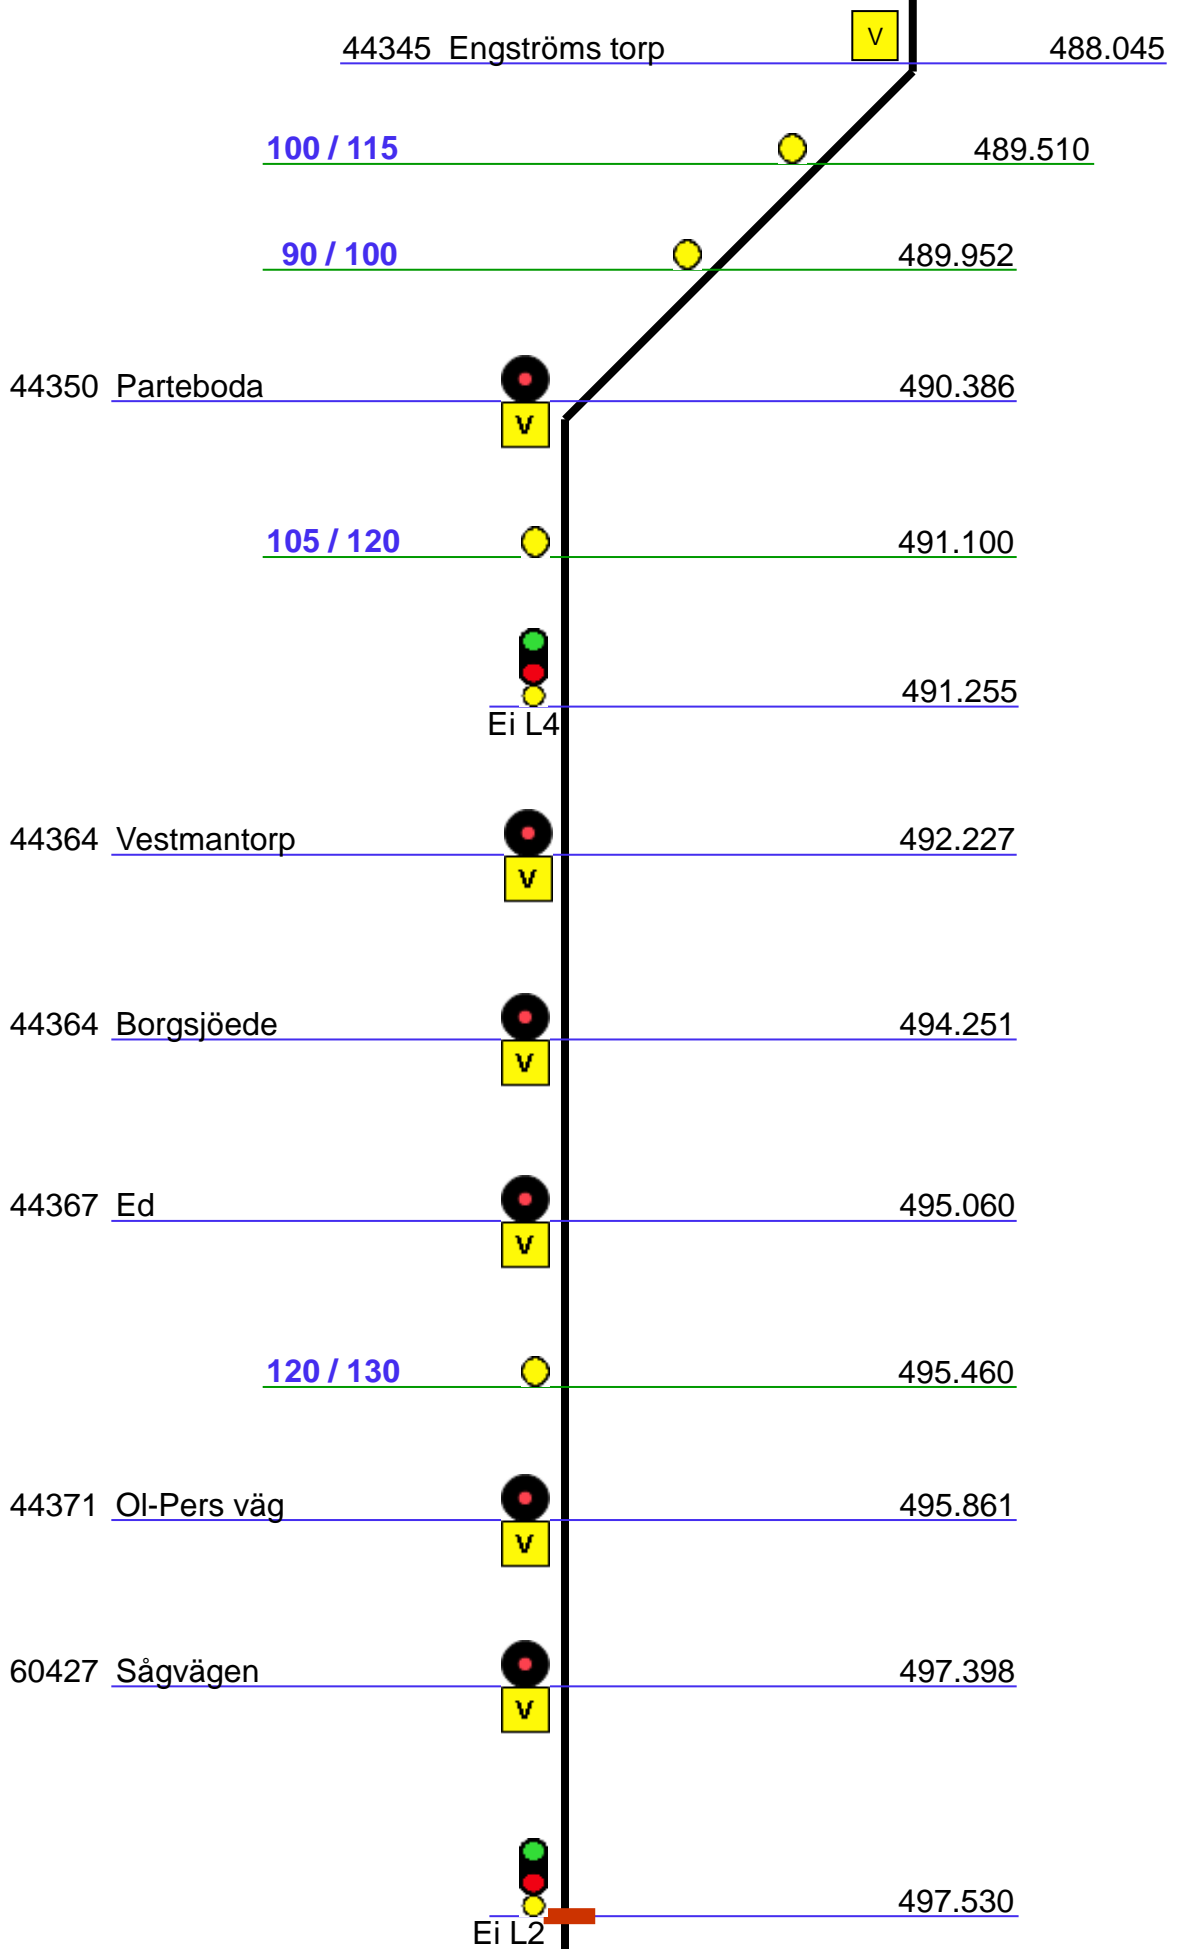 44345 Engströms torp V 488.045
100 / 115 489.510
90 / 100 489.952
44350 Parteboda 490.386
V
105 / 120 491.100
491.255
Ei L4
44364 Vestmantorp 492.227
V
44364 Borgsjöede 494.251
V
44367 Ed 495.060
V
120 / 130 495.460
44371 Ol-Pers väg 495.861
V
60427 Sågvägen 497.398
V
497.530
Ei L2